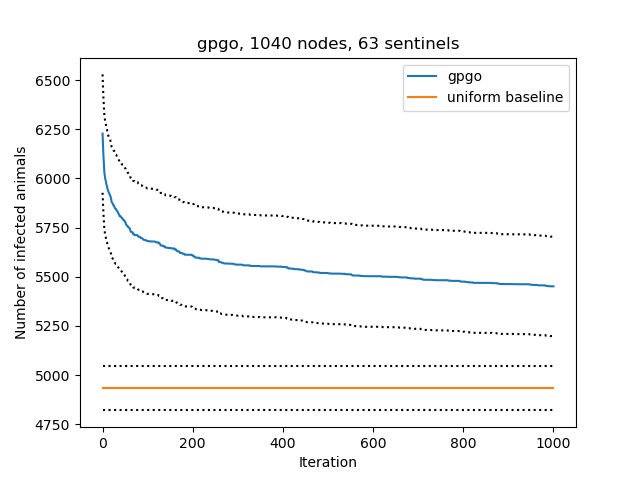 gpgo, 1040 nodes, 63 sentinels
gpgo
uniform baseline
Number of infected animals
6500
6250
6000
5750
5500
5250
5000
4750
0 200 400 600 800 1000
Iteration